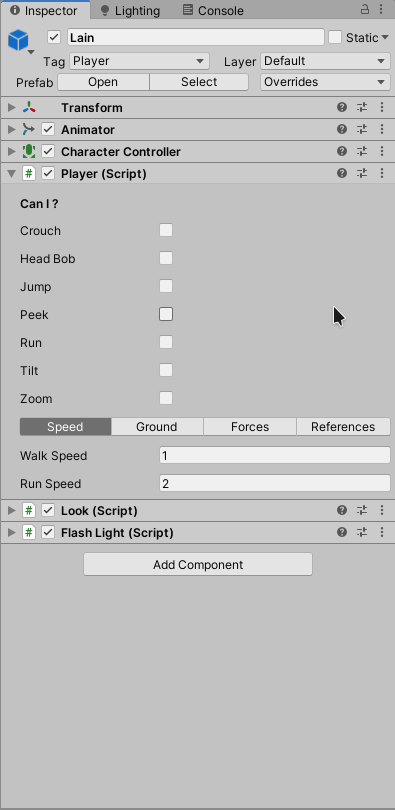 Inspector Lighting Console
Lain Static
Tag Player Layer Default
Prefab Open Select Overrides
Transform
Animator
Character Controller
# Player (Script)
Can I ?
Crouch
Head Bob
Jump
Peek
Run
Tilt
Zoom
Speed Ground Forces References
Walk Speed 1
Run Speed 2
# Look (Script)
# Flash Light (Script)
Add Component